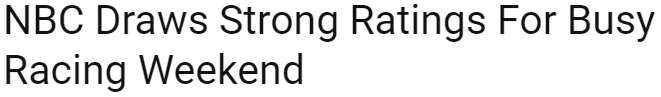 NBC Draws Strong Ratings For Busy
Racing Weekend